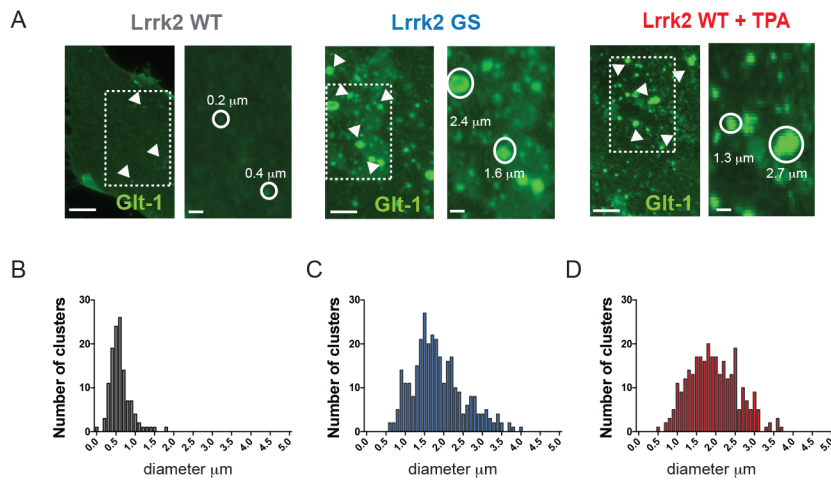 A
Lrrk2 WT
Lrrk2 GS
Lrrk2 WT + TPA
0.2 μm
0.4 μm
Glt-1
2.4 μm
1.6 μm
Glt-1
1.3 μm
2.7 μm
Glt-1
B
C
D
Number of clusters
30
20
10
0
0.0 0.5 1.0 1.5 2.0 2.5 3.0 3.5 4.0 4.5 5.0
diameter μm
Number of clusters
30
20
10
0
0.0 0.5 1.0 1.5 2.0 2.5 3.0 3.5 4.0 4.5 5.0
diameter μm
Number of clusters
30
20
10
0
0.0 0.5 1.0 1.5 2.0 2.5 3.0 3.5 4.0 4.5 5.0
diameter μm